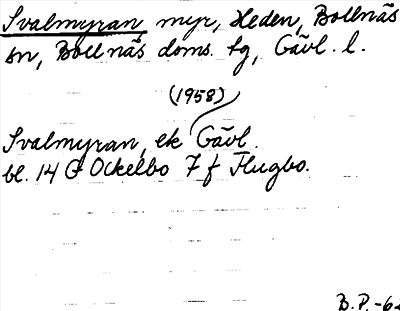 Svalmyran myr, Heden, Bollnäs
sn, Bollnäs doms. tg, Gävl. l.
(1958)
Svalmyran, ek Gävl.
bl. 14 G Ockelbo 7 f Flugbo.
B.P.-6